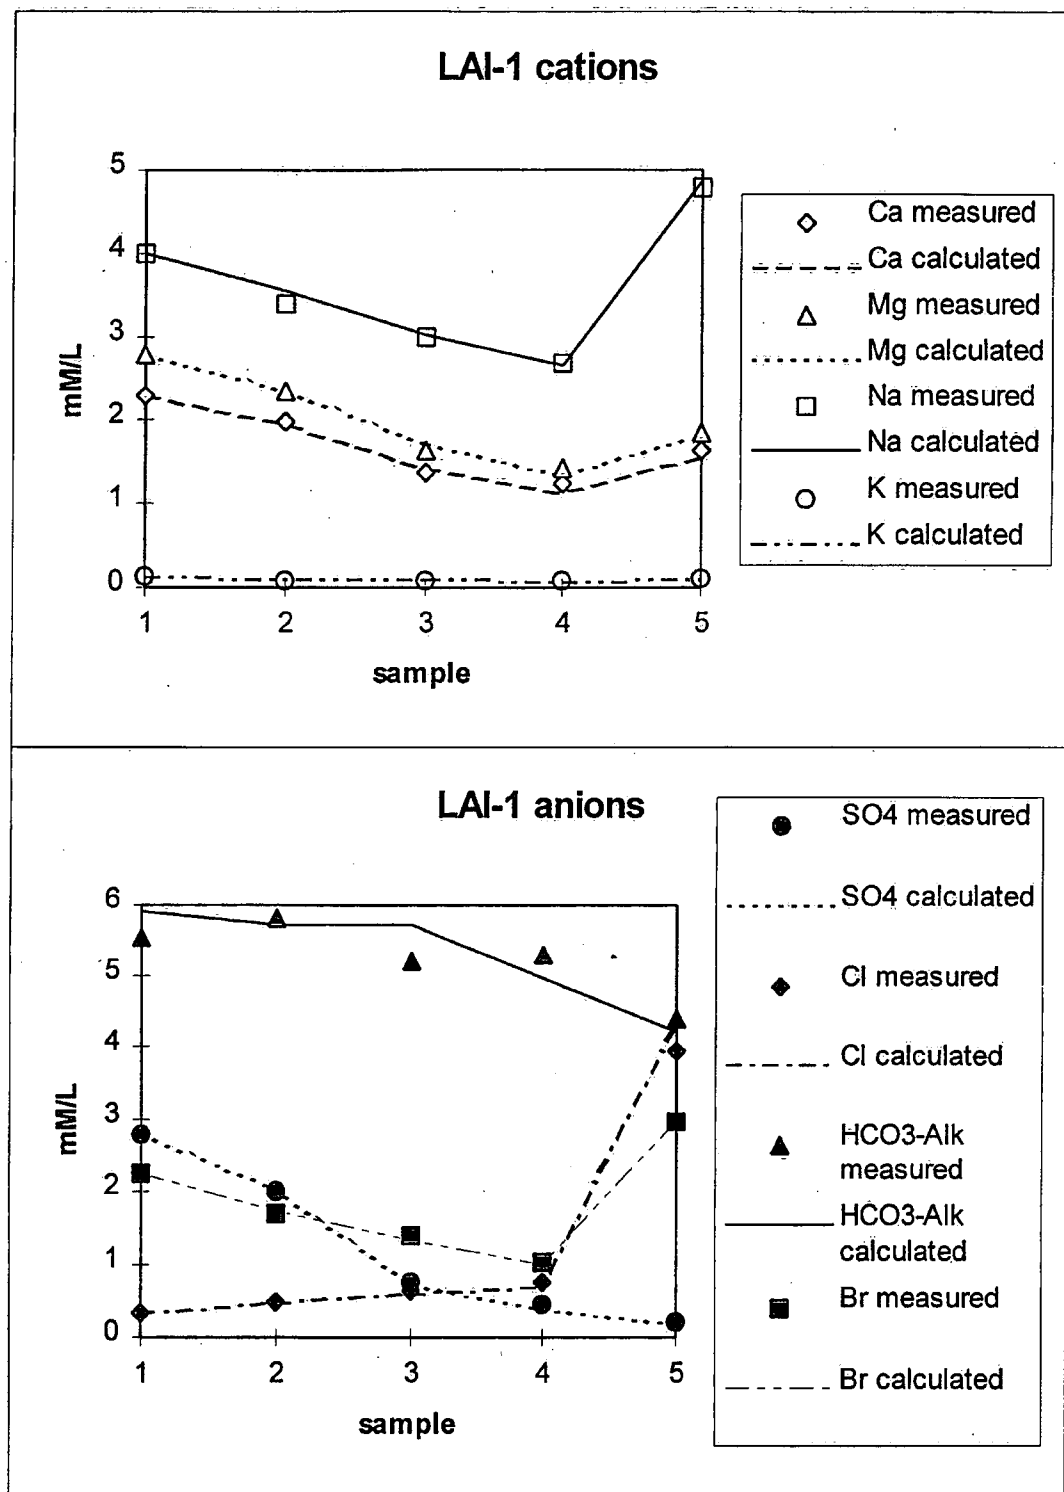 LAI-1 cations
5
4
3
2
1
0
mM/L
1 2 3 4 5
sample
Ca measured
Ca calculated
Mg measured
Mg calculated
Na measured
Na calculated
K measured
K calculated
LAI-1 anions
6
5
4
3
2
1
0
mM/L
1 2 3 4 5
sample
SO4 measured
SO4 calculated
Cl measured
Cl calculated
HCO3-Alk
measured
HCO3-Alk
calculated
Br measured
Br calculated